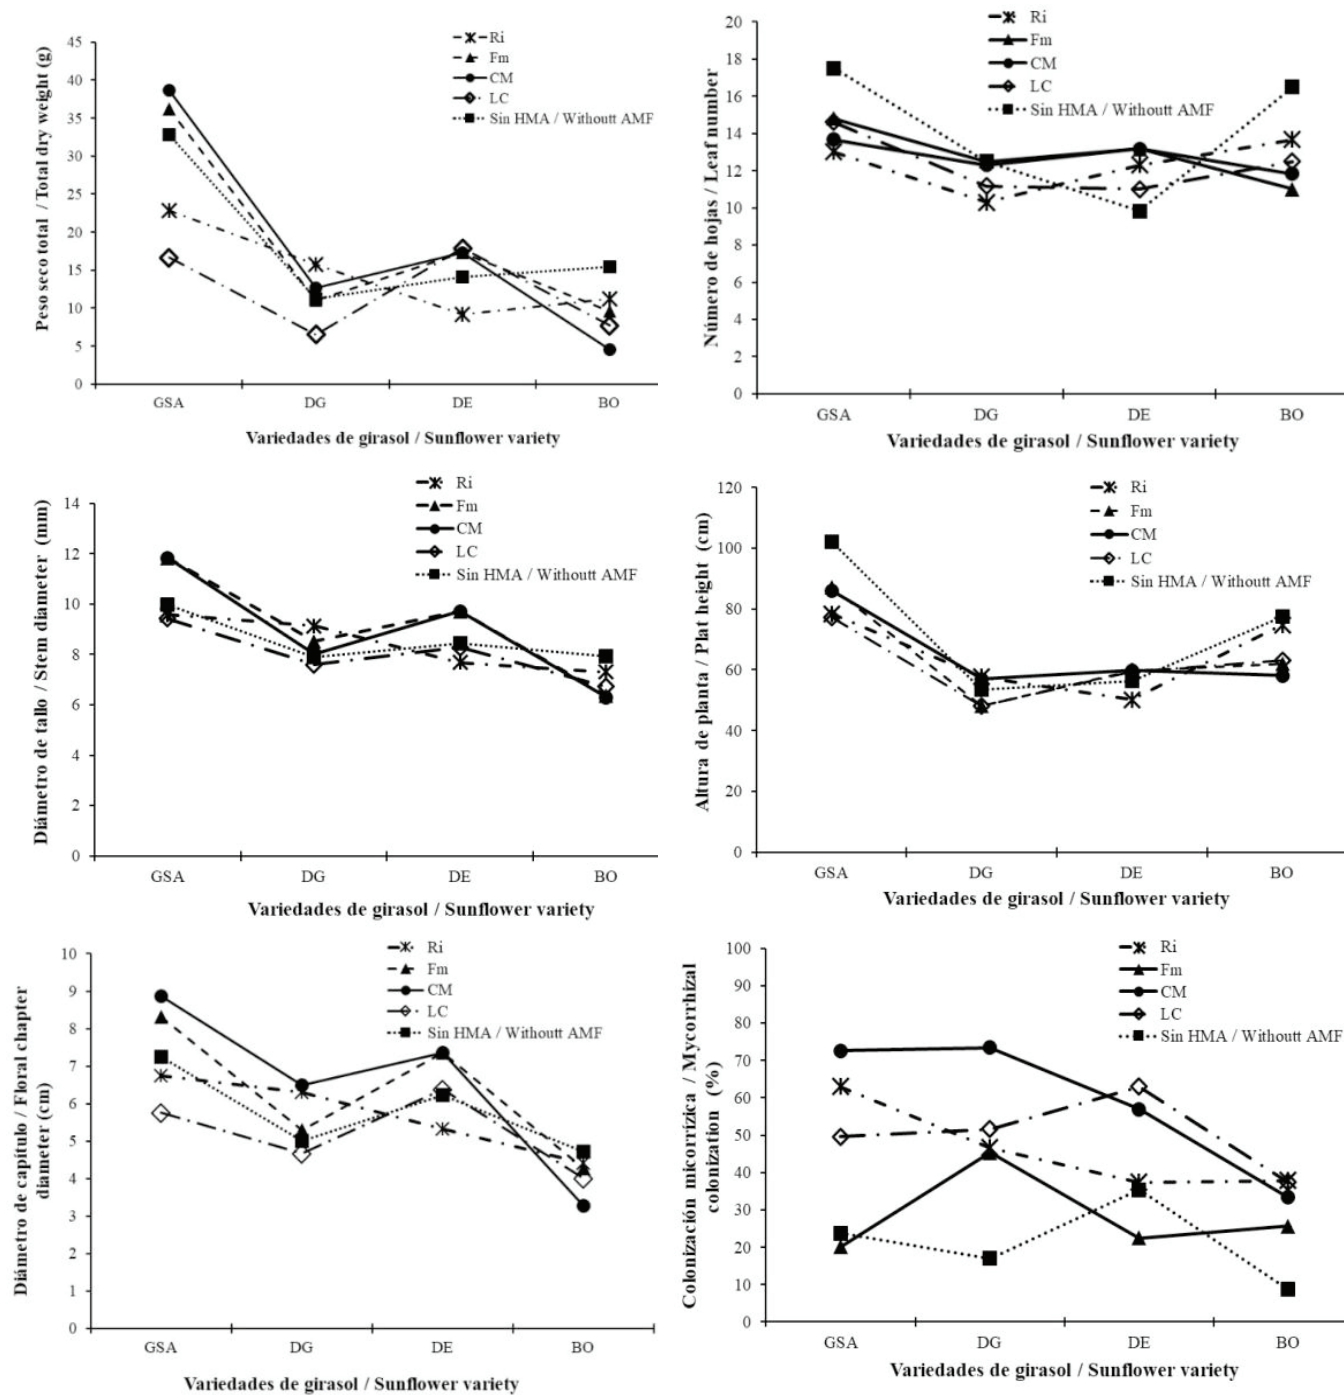 Peso seco total / Total dry weight (g)
45
40
35
30
25
20
15
10
5
0
Ri
Fm
CM
LC
Sin HMA / Withoutt AMF
GSA DG DE BO
Variedades de girasol / Sunflower variety
Número de hojas / Leaf number
20
18
16
14
12
10
8
6
4
2
0
Ri
Fm
CM
LC
Sin HMA / Withoutt AMF
GSA DG DE BO
Variedades de girasol / Sunflower variety
Diámetro de tallo / Stem diameter (mm)
14
12
10
8
6
4
2
0
Ri
Fm
CM
LC
Sin HMA / Withoutt AMF
GSA DG DE BO
Variedades de girasol / Sunflower variety
Altura de planta / Plat height (cm)
120
100
80
60
40
20
0
Ri
Fm
CM
LC
Sin HMA / Withoutt AMF
GSA DG DE BO
Variedades de girasol / Sunflower variety
Diámetro de capítulo / Floral chapter
diameter (cm)
10
9
8
7
6
5
4
3
2
1
0
Ri
Fm
CM
LC
Sin HMA / Withoutt AMF
GSA DG DE BO
Variedades de girasol / Sunflower variety
Colonización micorrízica / Mycorrhizal
colonization (%)
100
90
80
70
60
50
40
30
20
10
0
Ri
Fm
CM
LC
Sin HMA / Withoutt AMF
GSA DG DE BO
Variedades de girasol / Sunflower variety